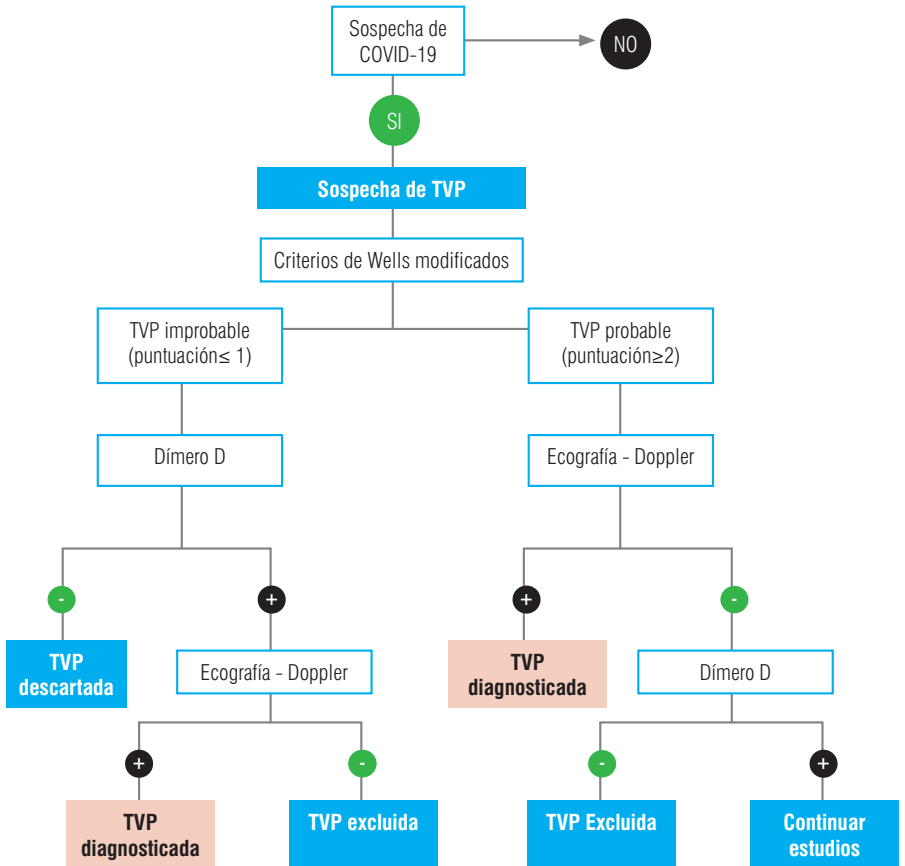 Sospecha de
COVID-19
NO
SI
Sospecha de TVP
Criterios de Wells modificados
TVP improbable
(puntuación≤ 1)
TVP probable
(puntuación≥2)
Dímero D
Ecografía - Doppler
-
+
+
-
TVP
descartada
Ecografía - Doppler
TVP
diagnosticada
Dímero D
+
-
-
+
TVP
diagnosticada
TVP excluida
TVP Excluida
Continuar
estudios